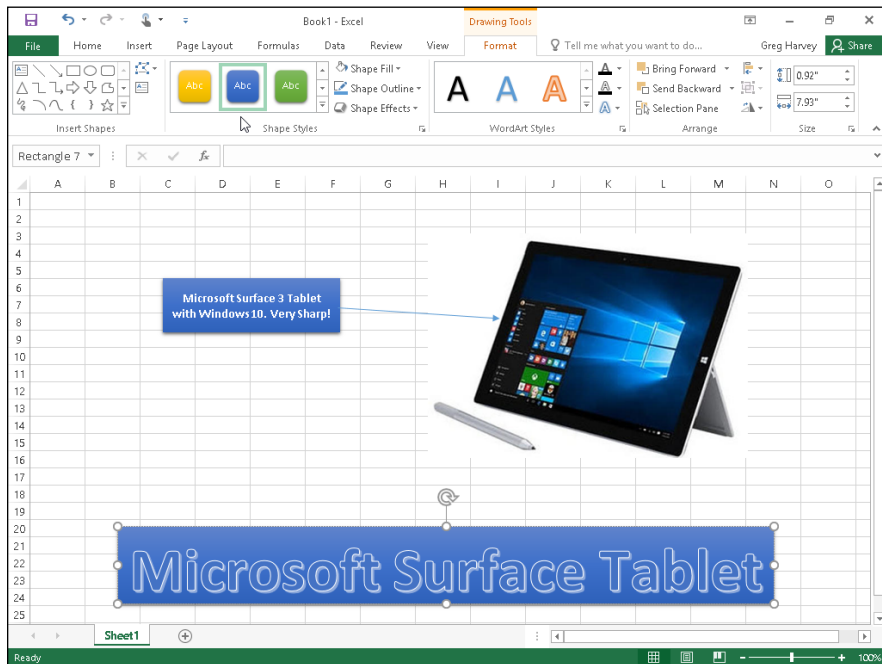 Book1 - Excel
Drawing Tools
File Home Insert Page Layout Formulas Data Review View Format Tell me what you want to do... Greg Harvey Share
Abc Abc Abc
Shape Fill
Shape Outline
Shape Effects
A A A
A
A
A
Bring Forward
Send Backward
Selection Pane
0.92"
7.93"
Insert Shapes Shape Styles WordArt Styles Arrange Size
Rectangle 7 fx
A B C D E F G H I J K L M N O
1
2
3
4
5
6
7
8
9
10
11
12
13
14
15
16
17
18
19
20
21
22
23
24
25
Microsoft Surface 3 Tablet
with Windows 10. Very Sharp!
Microsoft Surface Tablet
Sheet1
Ready 100%